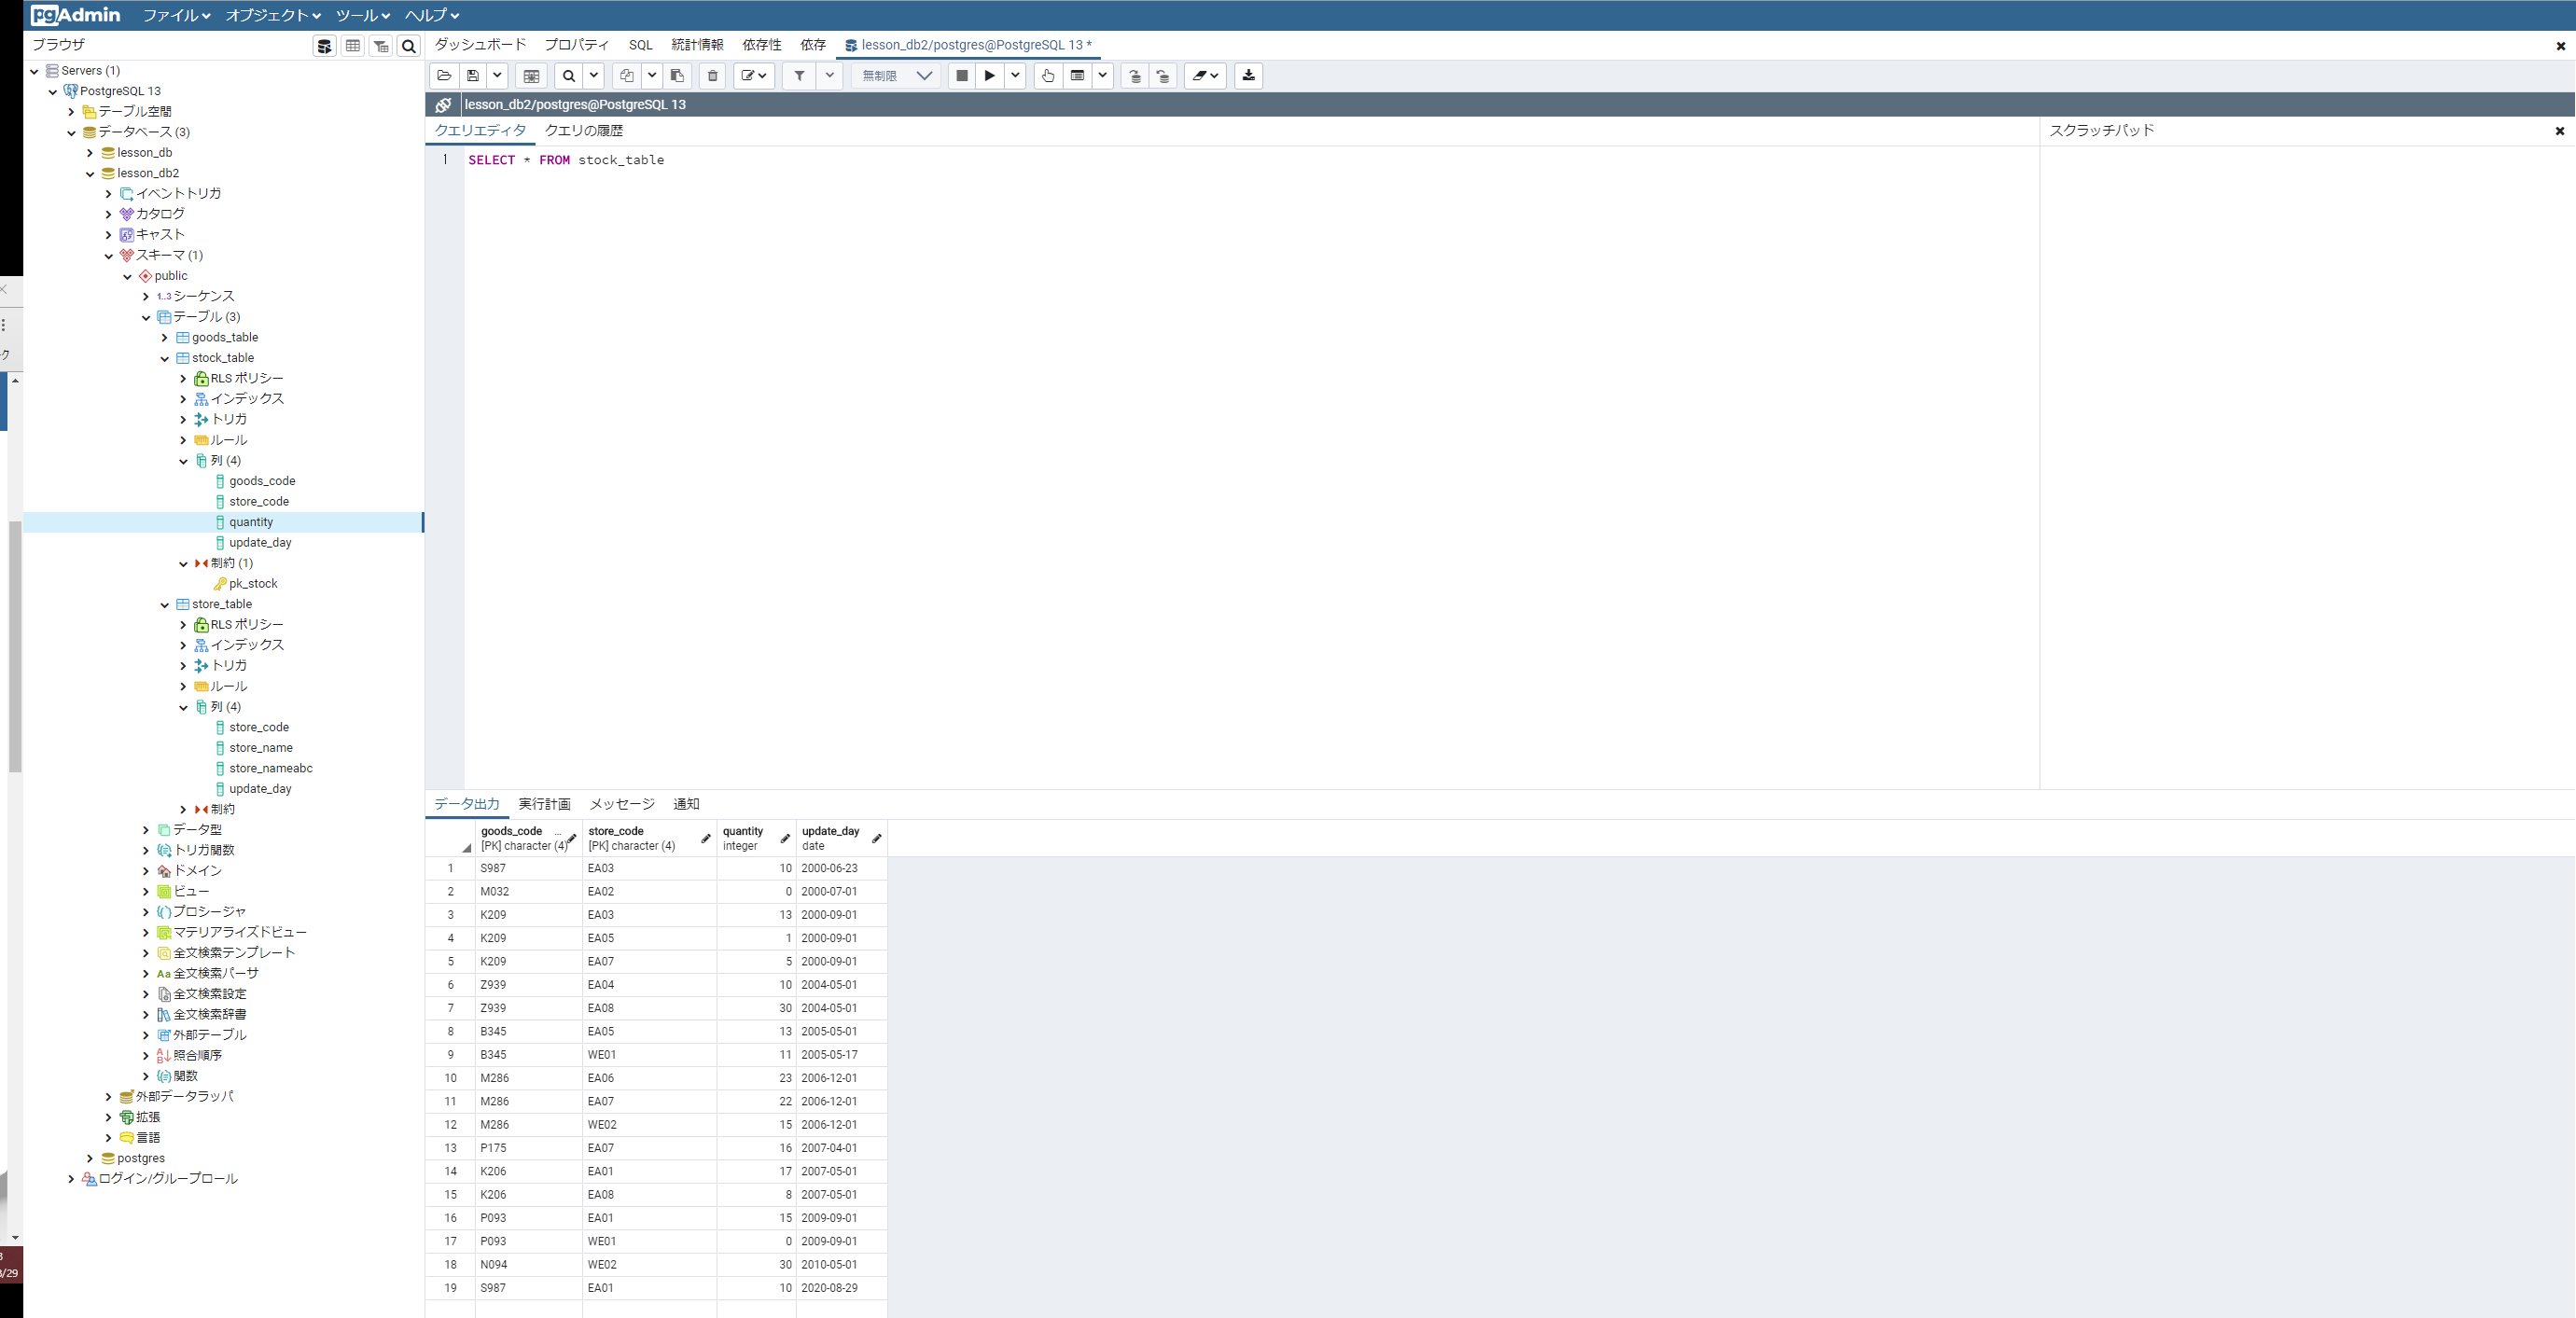 pgAdmin ファイル オブジェクト ツール ヘルプ
ブラウザ
ダッシュボード プロパティ SQL 統計情報 依存性 依存 lesson_db2/postgres@PostgreSQL 13 *
無制限
lesson_db2/postgres@PostgreSQL 13
クエリエディタ クエリの履歴
スクラッチパッド
1 SELECT * FROM stock_table
Servers (1)
PostgreSQL 13
テーブル空間
データベース (3)
lesson_db
lesson_db2
イベントトリガ
カタログ
キャスト
スキーマ (1)
public
1..3 シーケンス
テーブル (3)
goods_table
stock_table
RLS ポリシー
インデックス
トリガ
ルール
列 (4)
goods_code
store_code
quantity
update_day
制約 (1)
pk_stock
store_table
RLS ポリシー
インデックス
トリガ
ルール
列 (4)
store_code
store_name
store_nameabc
update_day
制約
データ型
トリガ関数
ドメイン
ビュー
プロシージャ
マテリアライズドビュー
全文検索テンプレート
Aa 全文検索パーサ
全文検索設定
全文検索辞書
外部テーブル
照合順序
関数
外部データラッパ
拡張
言語
postgres
ログイン/グループロール
データ出力 実行計画 メッセージ 通知
goods_code ... store_code quantity update_day
[PK] character (4) [PK] character (4) integer date
1 S987 EA03 10 2000-06-23
2 M032 EA02 0 2000-07-01
3 K209 EA03 13 2000-09-01
4 K209 EA05 1 2000-09-01
5 K209 EA07 5 2000-09-01
6 Z939 EA04 10 2004-05-01
7 Z939 EA08 30 2004-05-01
8 B345 EA05 13 2005-05-01
9 B345 WE01 11 2005-05-17
10 M286 EA06 23 2006-12-01
11 M286 EA07 22 2006-12-01
12 M286 WE02 15 2006-12-01
13 P175 EA07 16 2007-04-01
14 K206 EA01 17 2007-05-01
15 K206 EA08 8 2007-05-01
16 P093 EA01 15 2009-09-01
17 P093 WE01 0 2009-09-01
18 N094 WE02 30 2010-05-01
19 S987 EA01 10 2020-08-29